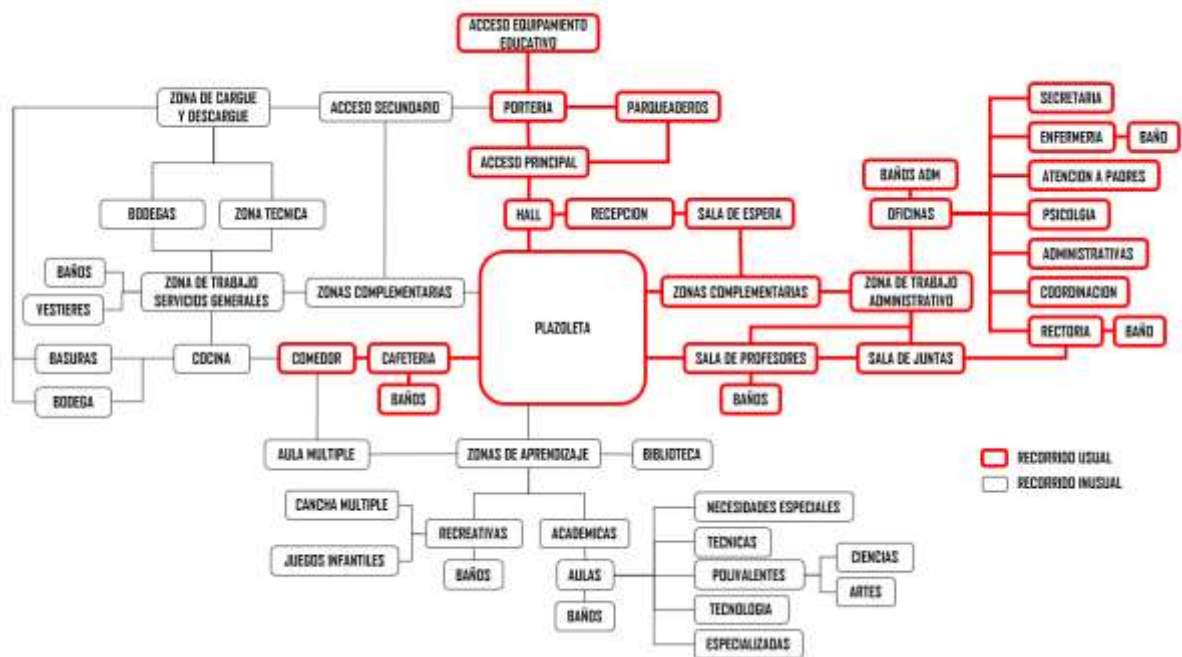 ACCESO EQUIPAMIENTO
EDUCATIVO
ZONA DE CARGUE
Y DESCARGUE
ACCESO SECUNDARIO
PORTERIA
PARQUEADEROS
SECRETARIA
ACCESO PRINCIPAL
ENFERMERIA
BAÑO
BAÑOS ADM
ATENCION A PADRES
BODEGAS
ZONA TECNICA
HALL
RECEPCION
SALA DE ESPERA
OFICINAS
PSICOLGIA
ADMINISTRATIVAS
BAÑOS
VESTIERES
ZONA DE TRABAJO
SERVICIOS GENERALES
ZONAS COMPLEMENTARIAS
PLAZOLETA
ZONAS COMPLEMENTARIAS
ZONA DE TRABAJO
ADMINISTRATIVO
COORDINACION
RECTORIA
BAÑO
BASURAS
COCINA
COMEDOR
CAFETERIA
SALA DE PROFESORES
SALA DE JUNTAS
BODEGA
BAÑOS
BAÑOS
AULA MULTIPLE
ZONAS DE APRENDIZAJE
BIBLIOTECA
RECORRIDO USUAL
RECORRIDO INUSUAL
CANCHA MULTIPLE
RECREATIVAS
ACADEMICAS
NECESIDADES ESPECIALES
TECNICAS
JUEGOS INFANTILES
BAÑOS
AULAS
POLIVALENTES
CIENCIAS
ARTES
BAÑOS
TECNOLOGIA
ESPECIALIZADAS